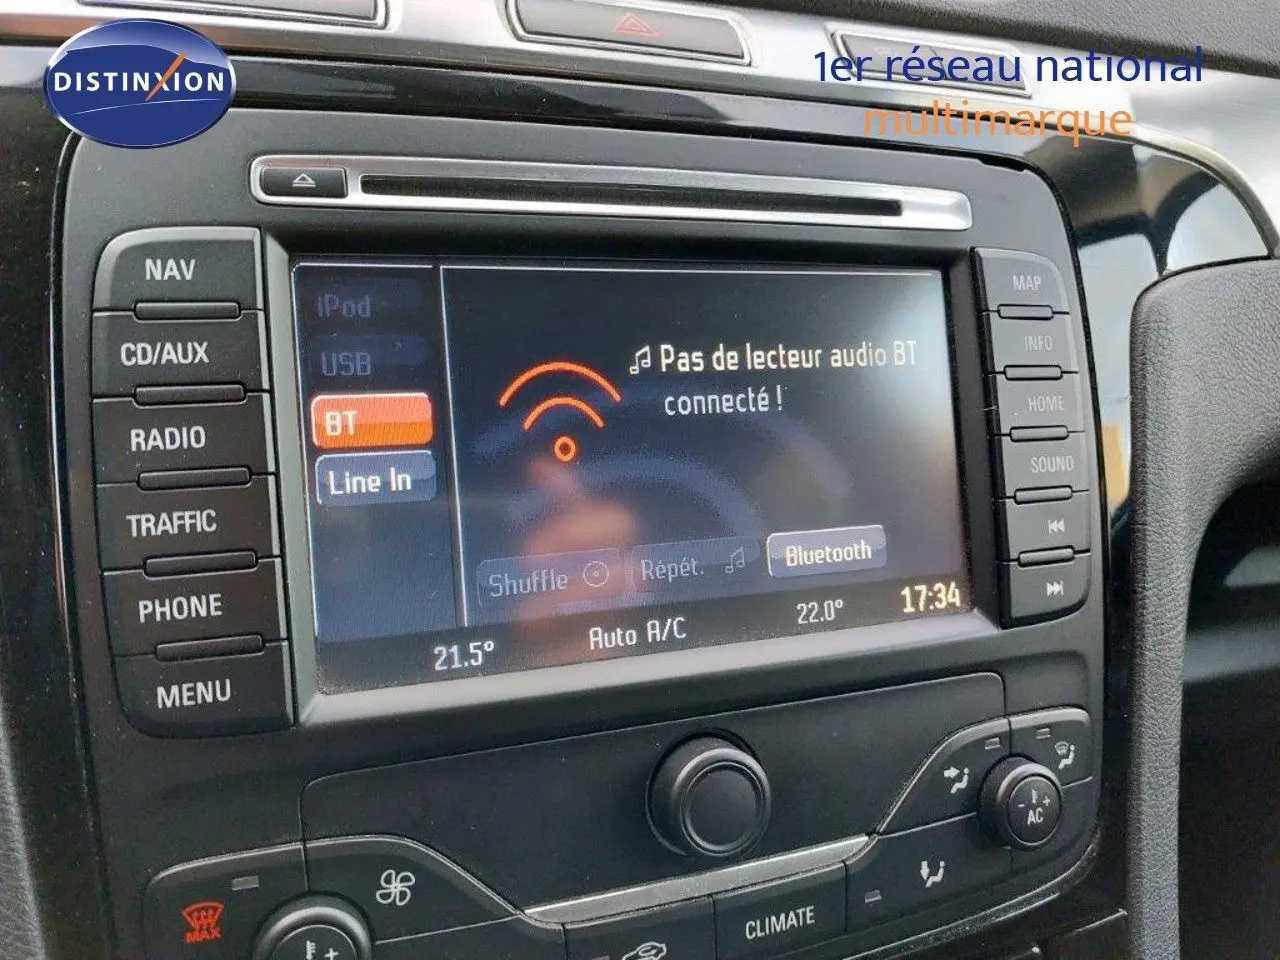 DISTINXION
1er réseau national
multimarque
NAV
CD/AUX
RADIO
TRAFFIC
PHONE
MENU
iPod
USB
BT
Line In
Pas de lecteur audio BT
connecté !
Shuffle
Répét.
Bluetooth
21.5°
Auto A/C
22.0°
17:34
MAP
INFO
HOME
SOUND
MAX
CLIMATE
AC